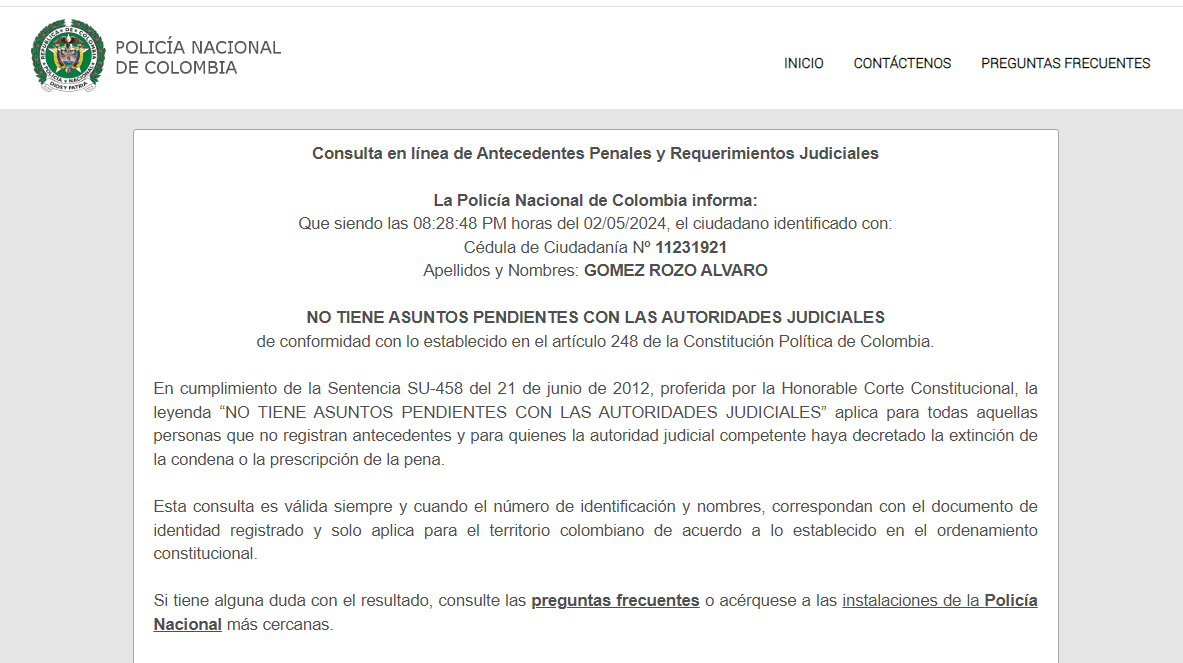 POLICÍA NACIONAL
DE COLOMBIA
INICIO CONTÁCTENOS PREGUNTAS FRECUENTES
Consulta en línea de Antecedentes Penales y Requerimientos Judiciales
La Policía Nacional de Colombia informa:
Que siendo las 08:28:48 PM horas del 02/05/2024, el ciudadano identificado con:
Cédula de Ciudadanía Nº 11231921
Apellidos y Nombres: GOMEZ ROZO ALVARO
NO TIENE ASUNTOS PENDIENTES CON LAS AUTORIDADES JUDICIALES
de conformidad con lo establecido en el artículo 248 de la Constitución Política de Colombia.
En cumplimiento de la Sentencia SU-458 del 21 de junio de 2012, proferida por la Honorable Corte Constitucional, la
leyenda “NO TIENE ASUNTOS PENDIENTES CON LAS AUTORIDADES JUDICIALES” aplica para todas aquellas
personas que no registran antecedentes y para quienes la autoridad judicial competente haya decretado la extinción de
la condena o la prescripción de la pena.
Esta consulta es válida siempre y cuando el número de identificación y nombres, correspondan con el documento de
identidad registrado y solo aplica para el territorio colombiano de acuerdo a lo establecido en el ordenamiento
constitucional.
Si tiene alguna duda con el resultado, consulte las preguntas frecuentes o acérquese a las instalaciones de la Policía
Nacional más cercanas.